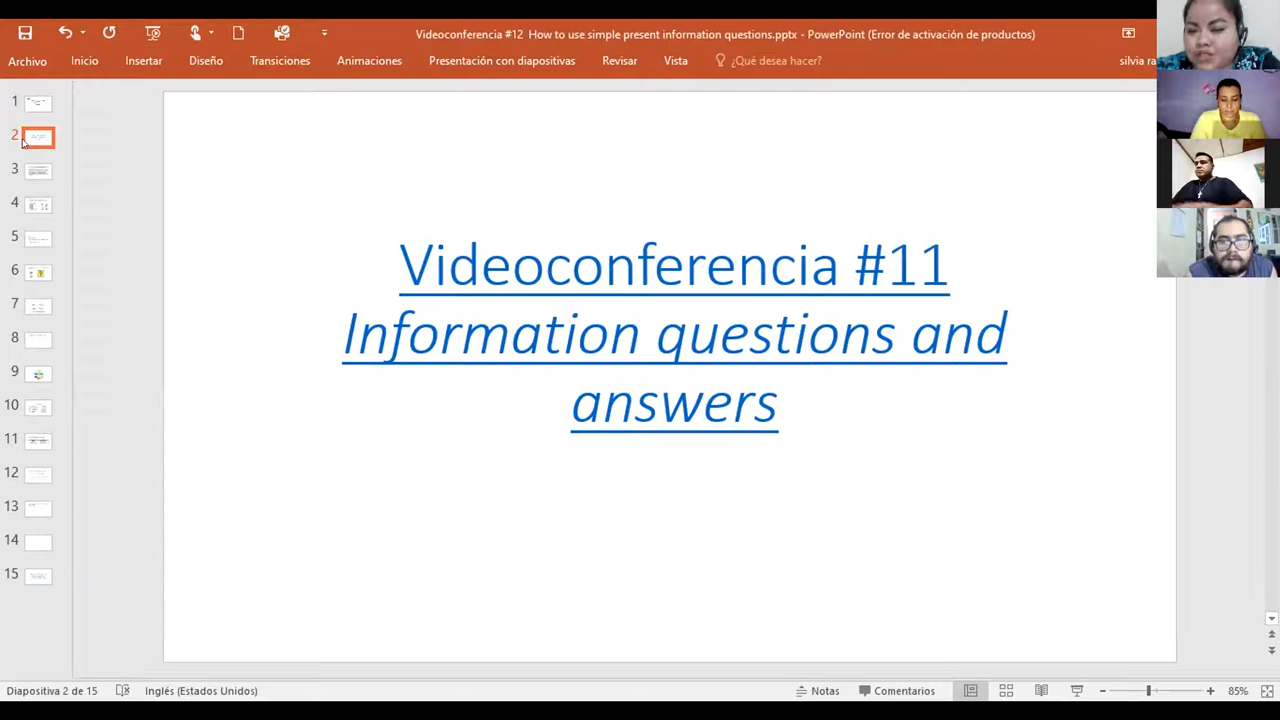 Videoconferencia #12 How to use simple present information questions.pptx - PowerPoint (Error de activación de productos)
Archivo Inicio Insertar Diseño Transiciones Animaciones Presentación con diapositivas Revisar Vista ¿Qué desea hacer? silvia ra
1
2
3
4
5
6
7
8
9
10
11
12
13
14
15
Videoconferencia #11
Information questions and
answers
Diapositiva 2 de 15 Inglés (Estados Unidos) Notas Comentarios 85%